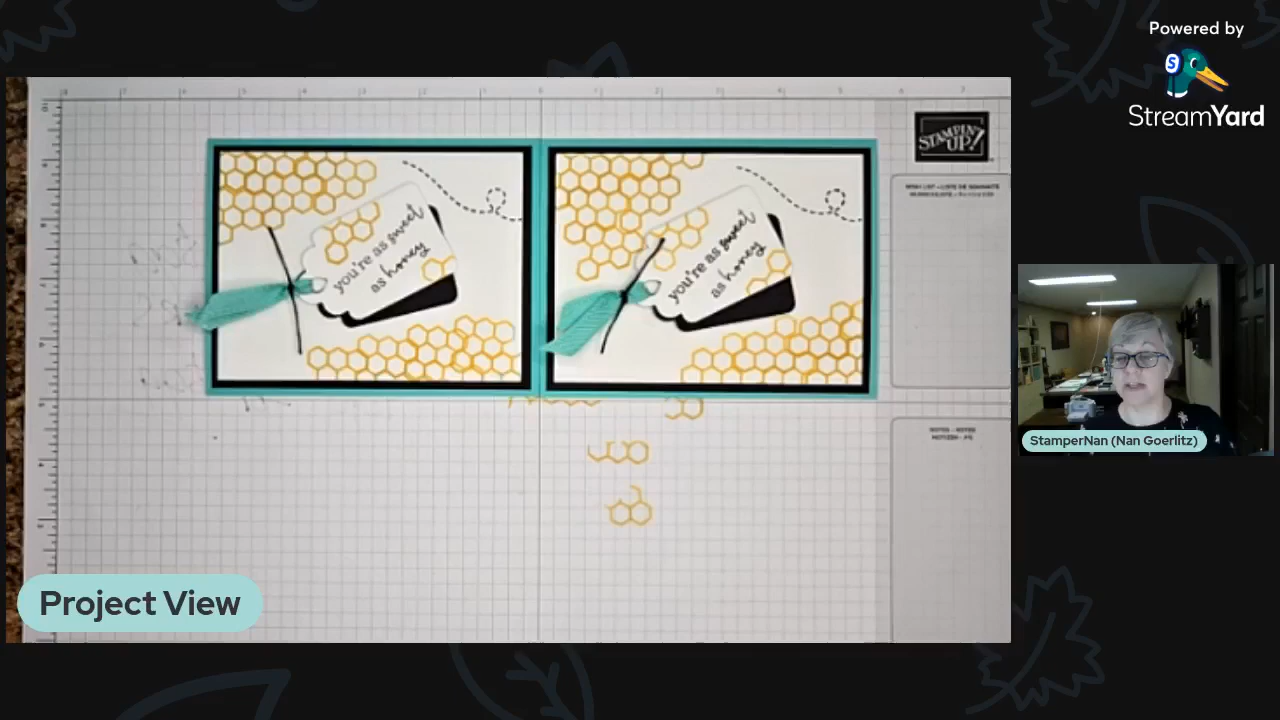 Powered by
StreamYard
STAMPIN' UP!
you're as sweet
as honey
you're as sweet
as honey
StamperNan (Nan Goerlitz)
Project View